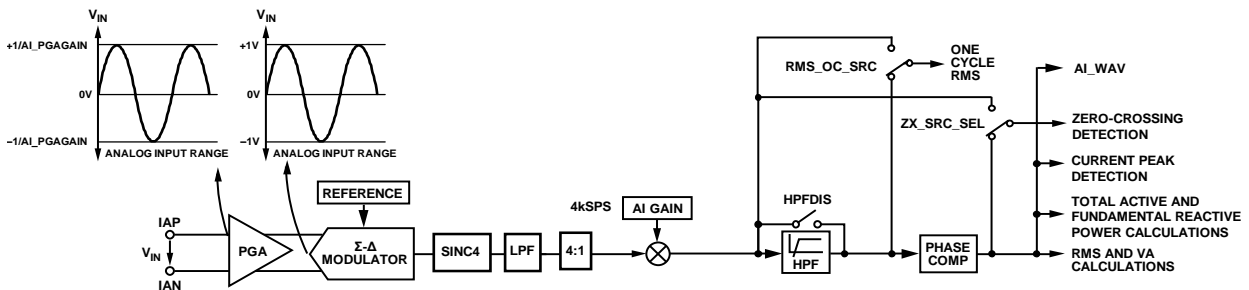 VIN
+1/AI_PGAGAIN
0V
–1/AI_PGAGAIN
ANALOG INPUT RANGE
VIN
+1V
0V
–1V
ANALOG INPUT RANGE
IAP
VIN
IAN
PGA
REFERENCE
Σ-Δ
MODULATOR
SINC4
LPF
4:1
4kSPS
AI GAIN
HPFDIS
HPF
PHASE
COMP
RMS_OC_SRC
ONE
CYCLE
RMS
ZX_SRC_SEL
AI_WAV
ZERO-CROSSING
DETECTION
CURRENT PEAK
DETECTION
TOTAL ACTIVE AND
FUNDAMENTAL REACTIVE
POWER CALCULATIONS
RMS AND VA
CALCULATIONS